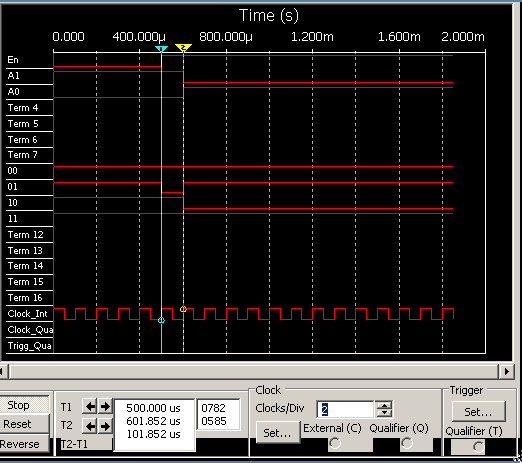 Time (s)
0.000 400.000µ 800.000µ 1.200m 1.600m 2.000m
1 2
En
A1
A0
Term 4
Term 5
Term 6
Term 7
00
01
10
11
Term 12
Term 13
Term 14
Term 15
Term 16
Clock_Int
Clock_Qua
Trigg_Qua
Stop
Reset
Reverse
T1 500.000 us 0782
T2 601.852 us 0585
T2-T1 101.852 us
Clock
Clocks/Div 2
Set... External (C) Qualifier (Q)
Trigger
Set...
Qualifier (T)